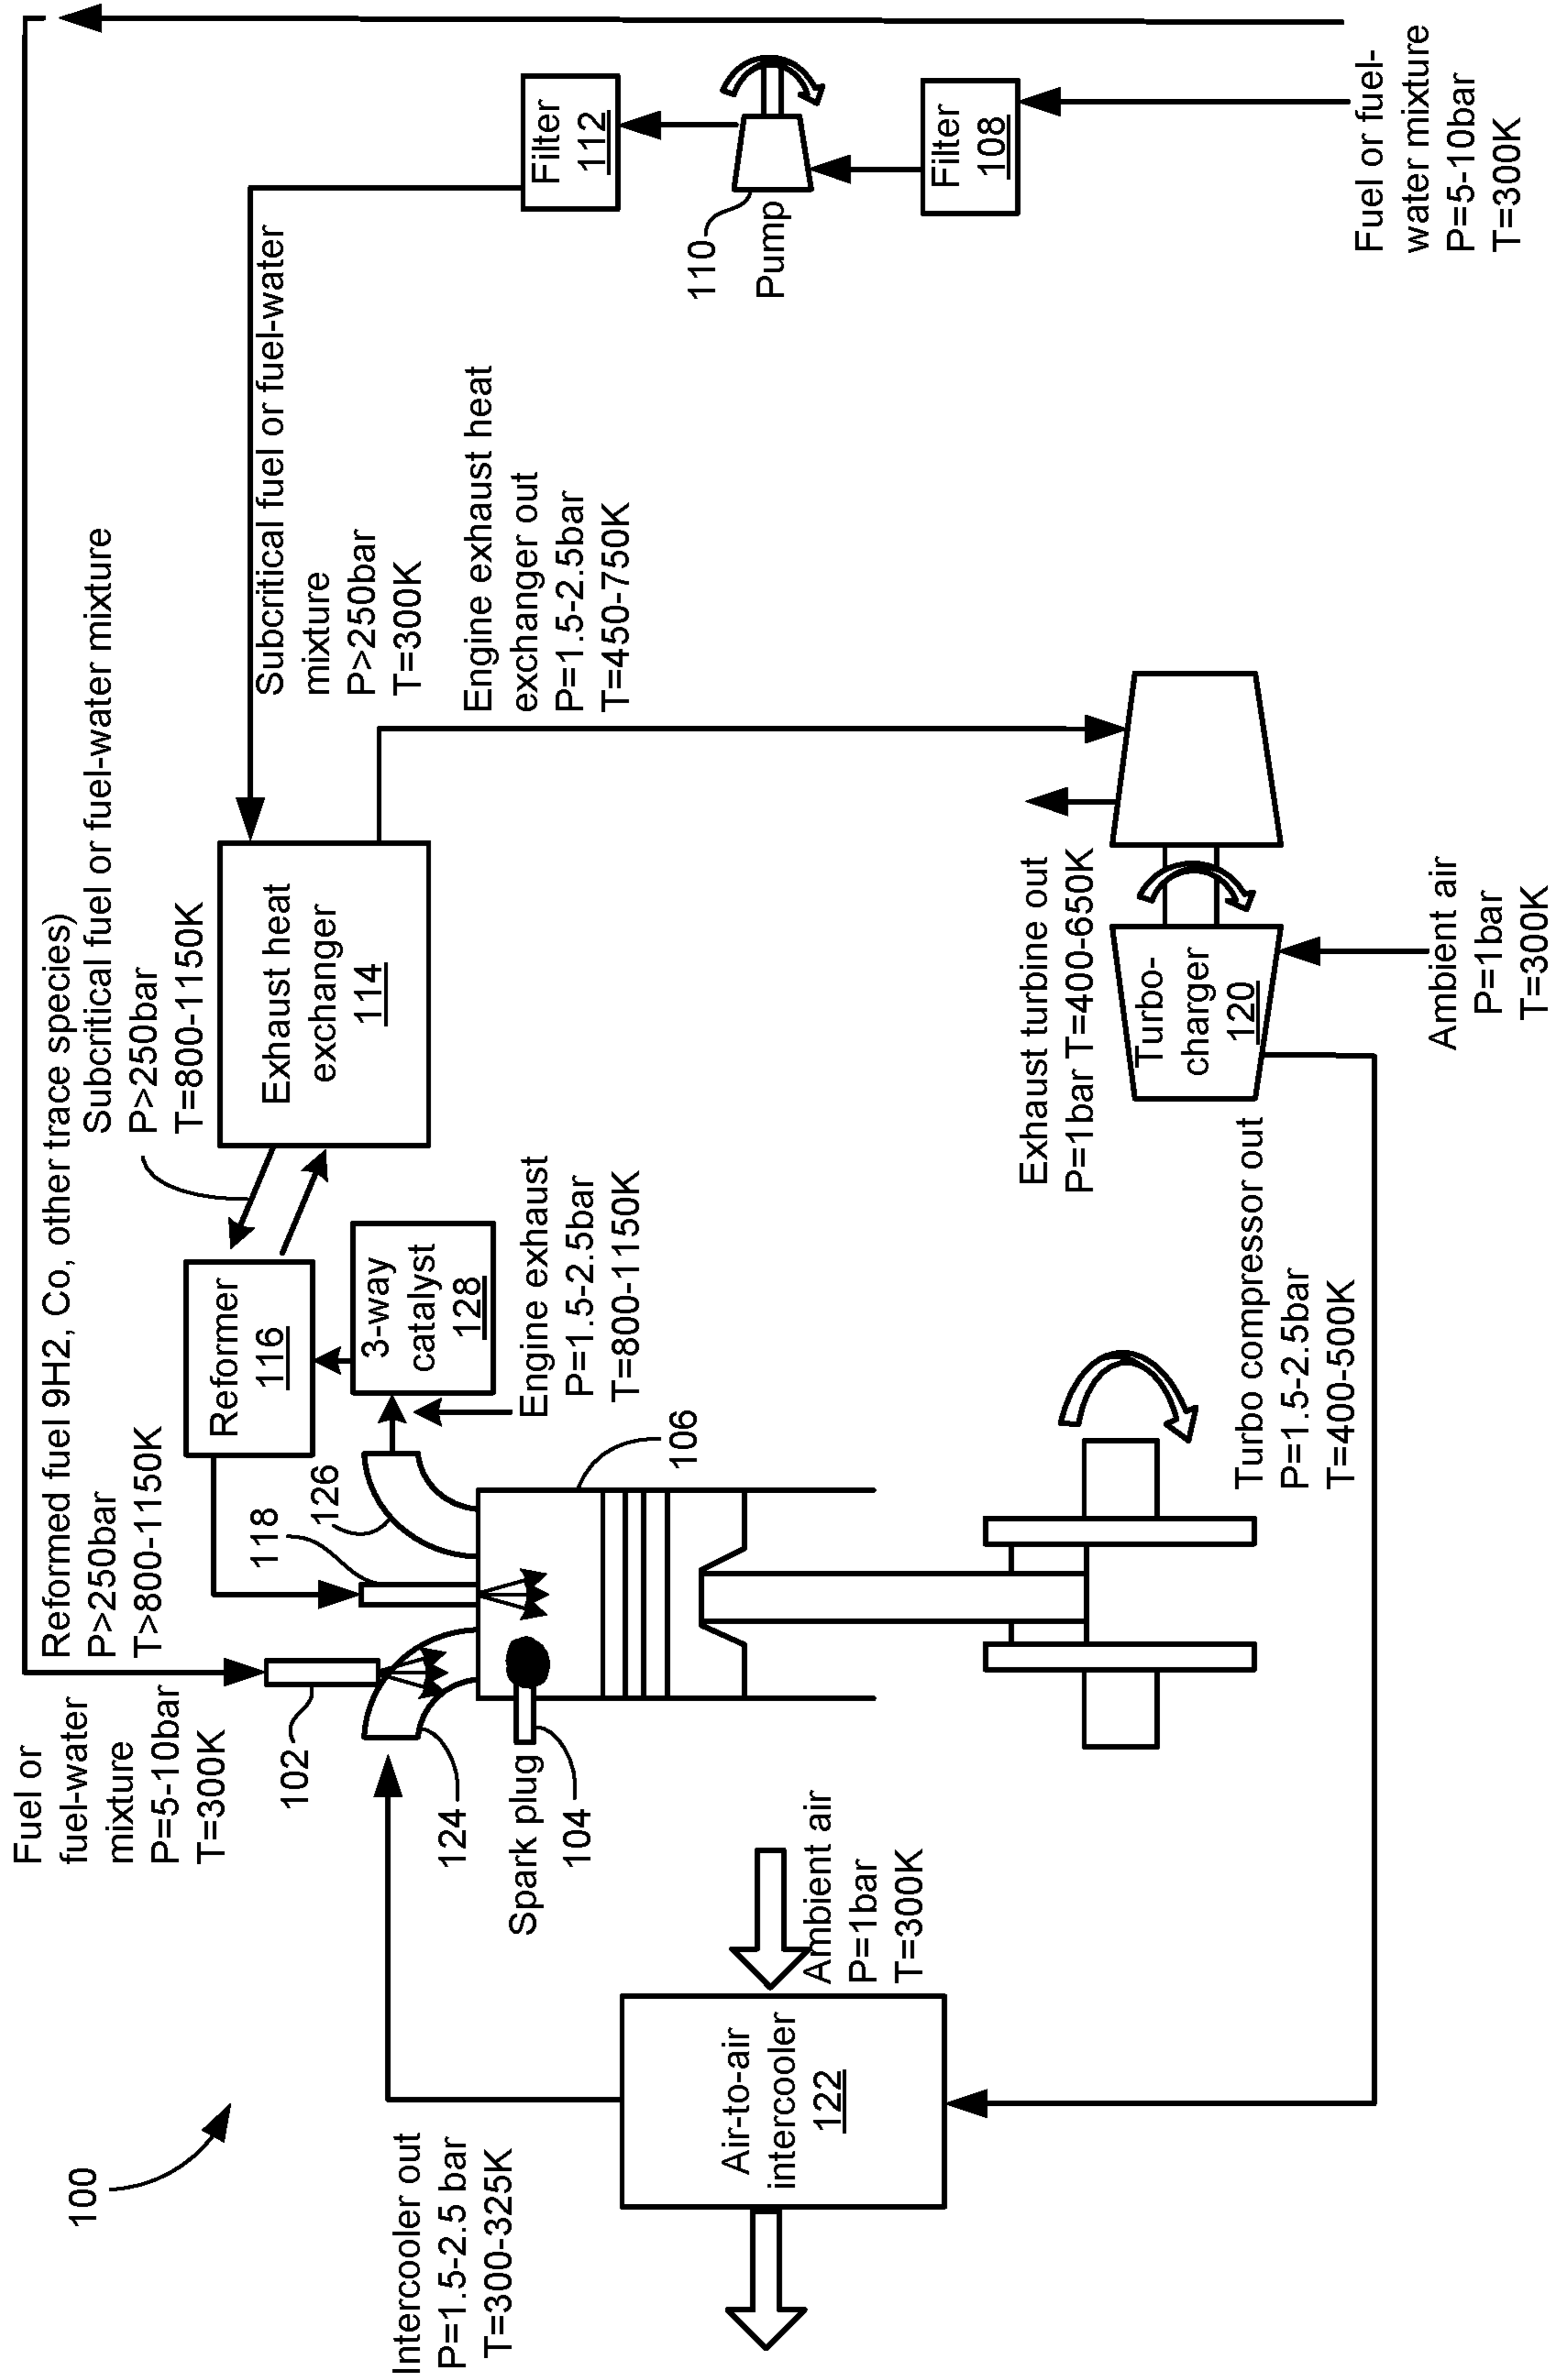 100
Fuel or
fuel-water
mixture
P=5-10bar
T=300K
Reformed fuel 9H2, Co, other trace species)
P>250bar
T>800-1150K
Subcritical fuel or fuel-water mixture
P>250bar
T=800-1150K
Subcritical fuel or fuel-water
mixture
P>250bar
T=300K
Filter
112
110
Pump
Filter
108
Fuel or fuel-
water mixture
P=5-10bar
T=300K
Exhaust heat
exchanger
114
Engine exhaust heat
exchanger out
P=1.5-2.5bar
T=450-750K
Reformer
116
3-way
catalyst
128
Engine exhaust
P=1.5-2.5bar
T=800-1150K
102
118
126
124
Spark plug
104
106
Intercooler out
P=1.5-2.5 bar
T=300-325K
Air-to-air
intercooler
122
Ambient air
P=1bar
T=300K
Exhaust turbine out
P=1bar T=400-650K
Turbo-
charger
120
Ambient air
P=1bar
T=300K
Turbo compressor out
P=1.5-2.5bar
T=400-500K